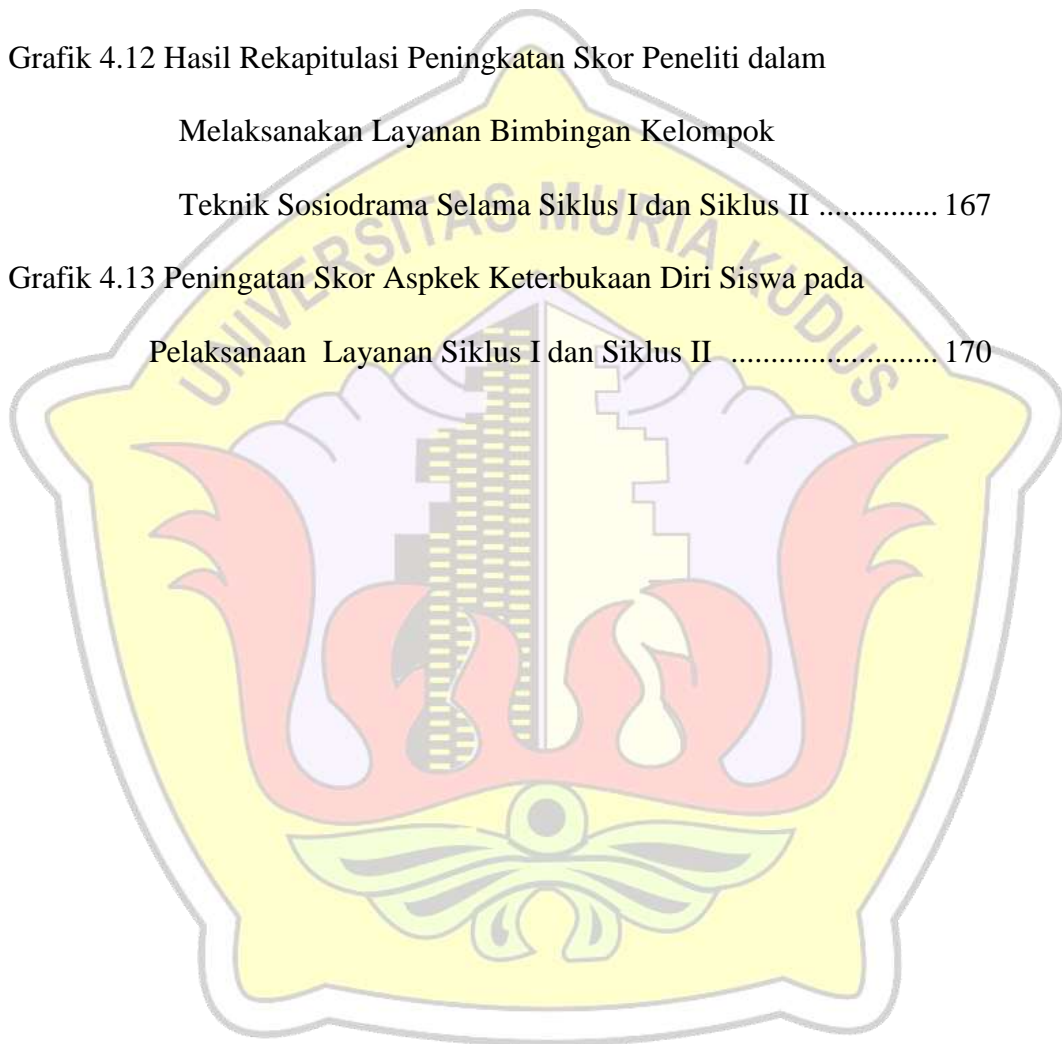 Grafik 4.12 Hasil Rekapitulasi Peningkatan Skor Peneliti dalam
Melaksanakan Layanan Bimbingan Kelompok
Teknik Sosiodrama Selama Siklus I dan Siklus II ............... 167
Grafik 4.13 Peningatan Skor Aspkek Keterbukaan Diri Siswa pada
Pelaksanaan Layanan Siklus I dan Siklus II .......................... 170
UNIVERSITAS MURIA KUDUS